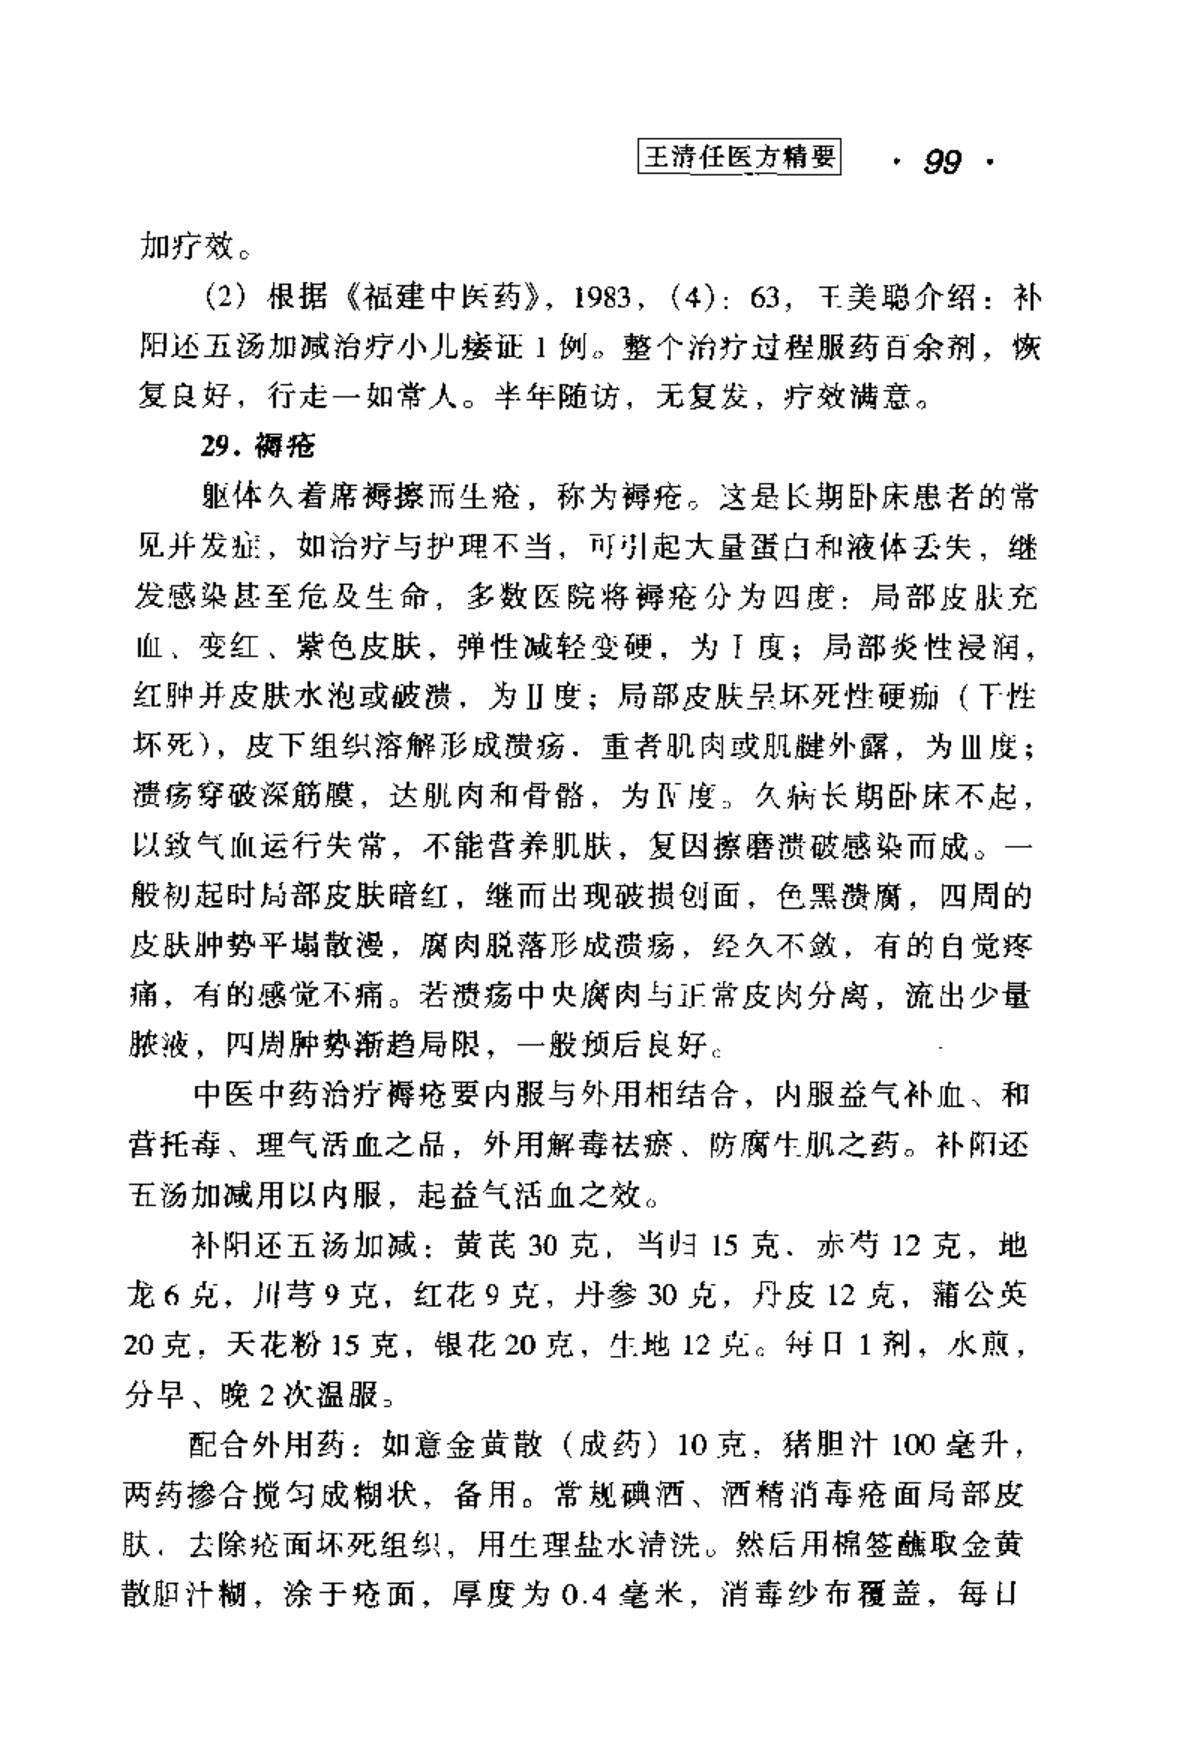 王清任医方精要 · 99 ·
加疗效。
(2) 根据《福建中医药》，1983，(4)：63，王美聪介绍：补
阳还五汤加减治疗小儿痿证 1 例。整个治疗过程服药百余剂，恢
复良好，行走一如常人。半年随访，无复发，疗效满意。
29. 褥疮
躯体久着席褥擦而生疮，称为褥疮。这是长期卧床患者的常
见并发症，如治疗与护理不当，可引起大量蛋白和液体丢失，继
发感染甚至危及生命，多数医院将褥疮分为四度：局部皮肤充
血、变红、紫色皮肤，弹性减轻变硬，为Ⅰ度；局部炎性浸润，
红肿并皮肤水泡或破溃，为Ⅱ度；局部皮肤呈坏死性硬痂（干性
坏死），皮下组织溶解形成溃疡．重者肌肉或肌腱外露，为Ⅲ度；
溃疡穿破深筋膜，达肌肉和骨骼，为Ⅳ度。久病长期卧床不起，
以致气血运行失常，不能营养肌肤，复因擦磨溃破感染而成。一
般初起时局部皮肤暗红，继而出现破损创面，色黑溃腐，四周的
皮肤肿势平塌散漫，腐肉脱落形成溃疡，经久不敛，有的自觉疼
痛，有的感觉不痛。若溃疡中央腐肉与正常皮肉分离，流出少量
脓液，四周肿势渐趋局限，一般预后良好。
中医中药治疗褥疮要内服与外用相结合，内服益气补血、和
营托毒、理气活血之品，外用解毒祛瘀、防腐生肌之药。补阳还
五汤加减用以内服，起益气活血之效。
补阳还五汤加减：黄芪 30 克，当归 15 克．赤芍 12 克，地
龙 6 克，川芎 9 克，红花 9 克，丹参 30 克，丹皮 12 克，蒲公英
20 克，天花粉 15 克，银花 20 克，生地 12 克。每日 1 剂，水煎，
分早、晚 2 次温服。
配合外用药：如意金黄散（成药）10 克，猪胆汁 100 毫升，
两药掺合搅匀成糊状，备用。常规碘酒、酒精消毒疮面局部皮
肤．去除疮面坏死组织，用生理盐水清洗。然后用棉签蘸取金黄
散胆汁糊，涂于疮面，厚度为 0.4 毫米，消毒纱布覆盖，每日